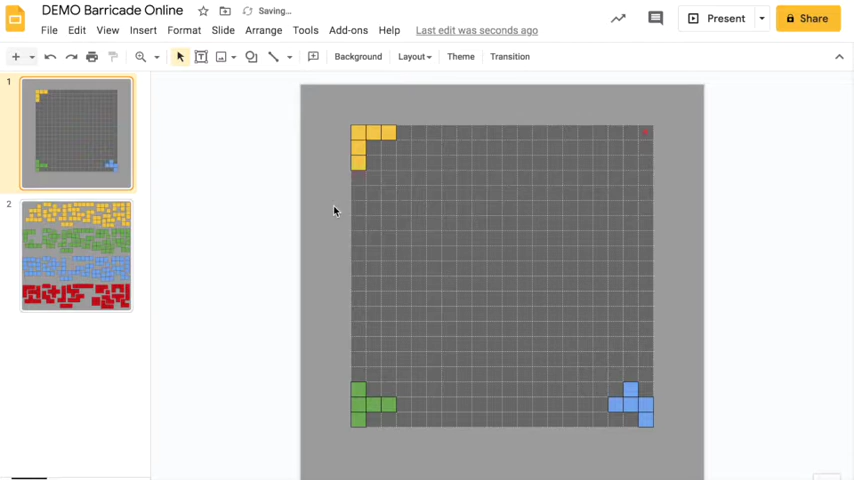 DEMO Barricade Online
Saving...
File Edit View Insert Format Slide Arrange Tools Add-ons Help Last edit was seconds ago
Present
Share
Background Layout Theme Transition
1
2